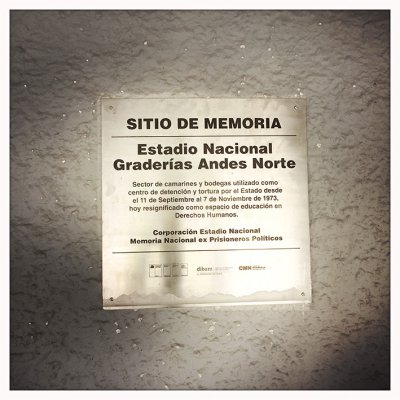 SITIO DE MEMORIA
Estadio Nacional
Graderías Andes Norte
Sector de camarines y bodegas utilizado como
centro de detención y tortura por el Estado desde
el 11 de Septiembre al 7 de Noviembre de 1973,
hoy resignificado como espacio de educación en
Derechos Humanos.
Corporación Estadio Nacional
Memoria Nacional ex Prisioneros Políticos
dibam
CMN